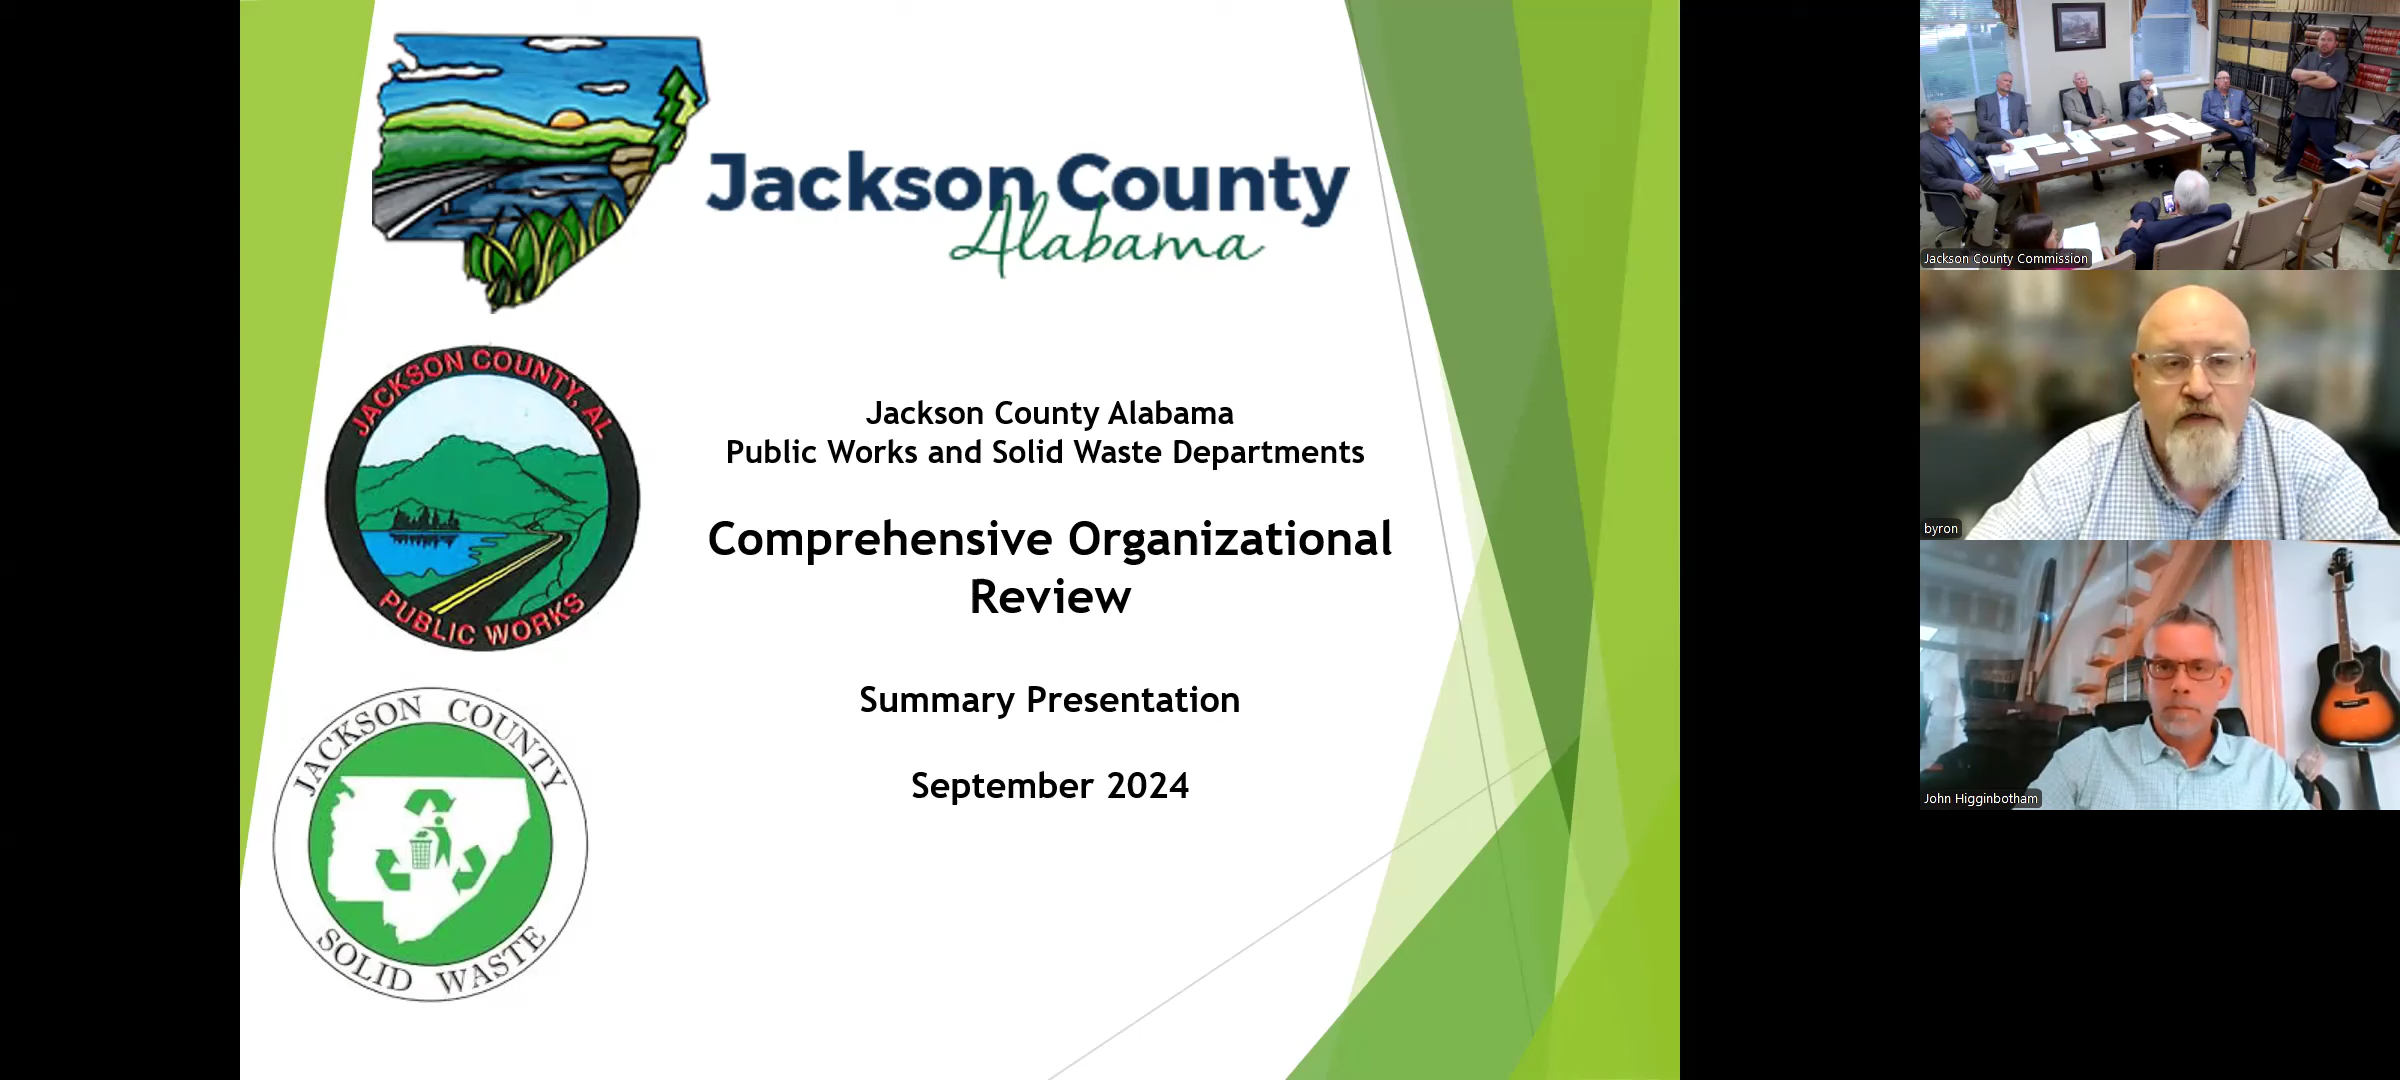 Jackson County
Alabama
JACKSON COUNTY, AL
PUBLIC WORKS
JACKSON COUNTY
SOLID WASTE
Jackson County Alabama
Public Works and Solid Waste Departments
Comprehensive Organizational
Review
Summary Presentation
September 2024
Jackson County Commission
byron
John Higginbotham